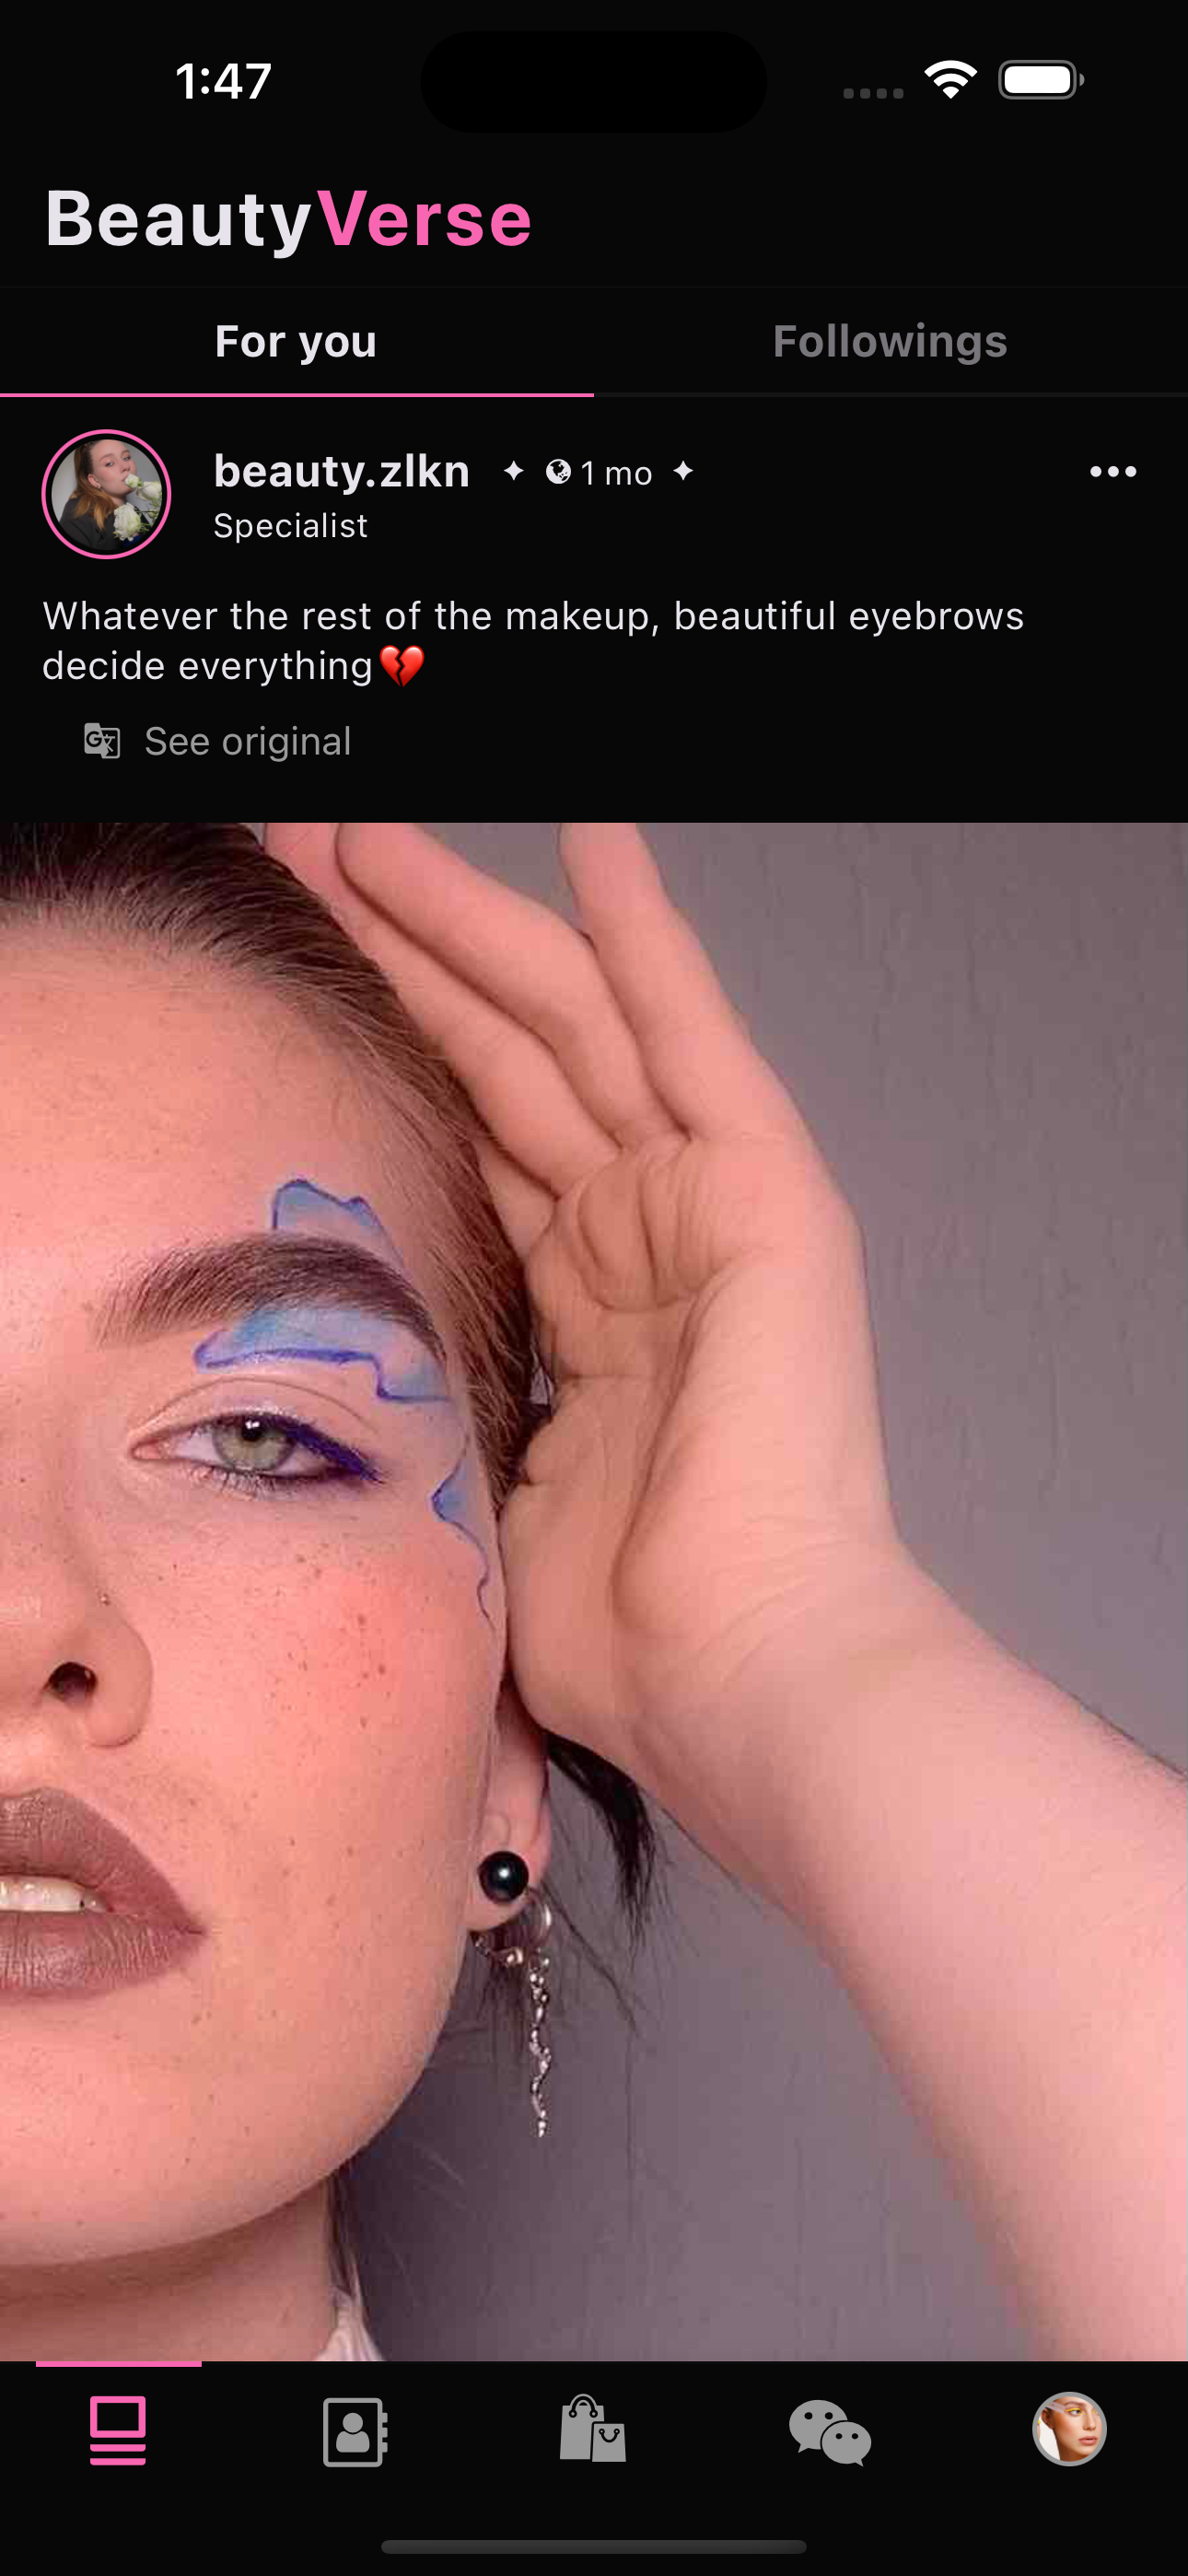 1:47
BeautyVerse
For you
Followings
beauty.zlkn ✦ 1 mo ✦
Specialist
Whatever the rest of the makeup, beautiful eyebrows
decide everything💔
See original